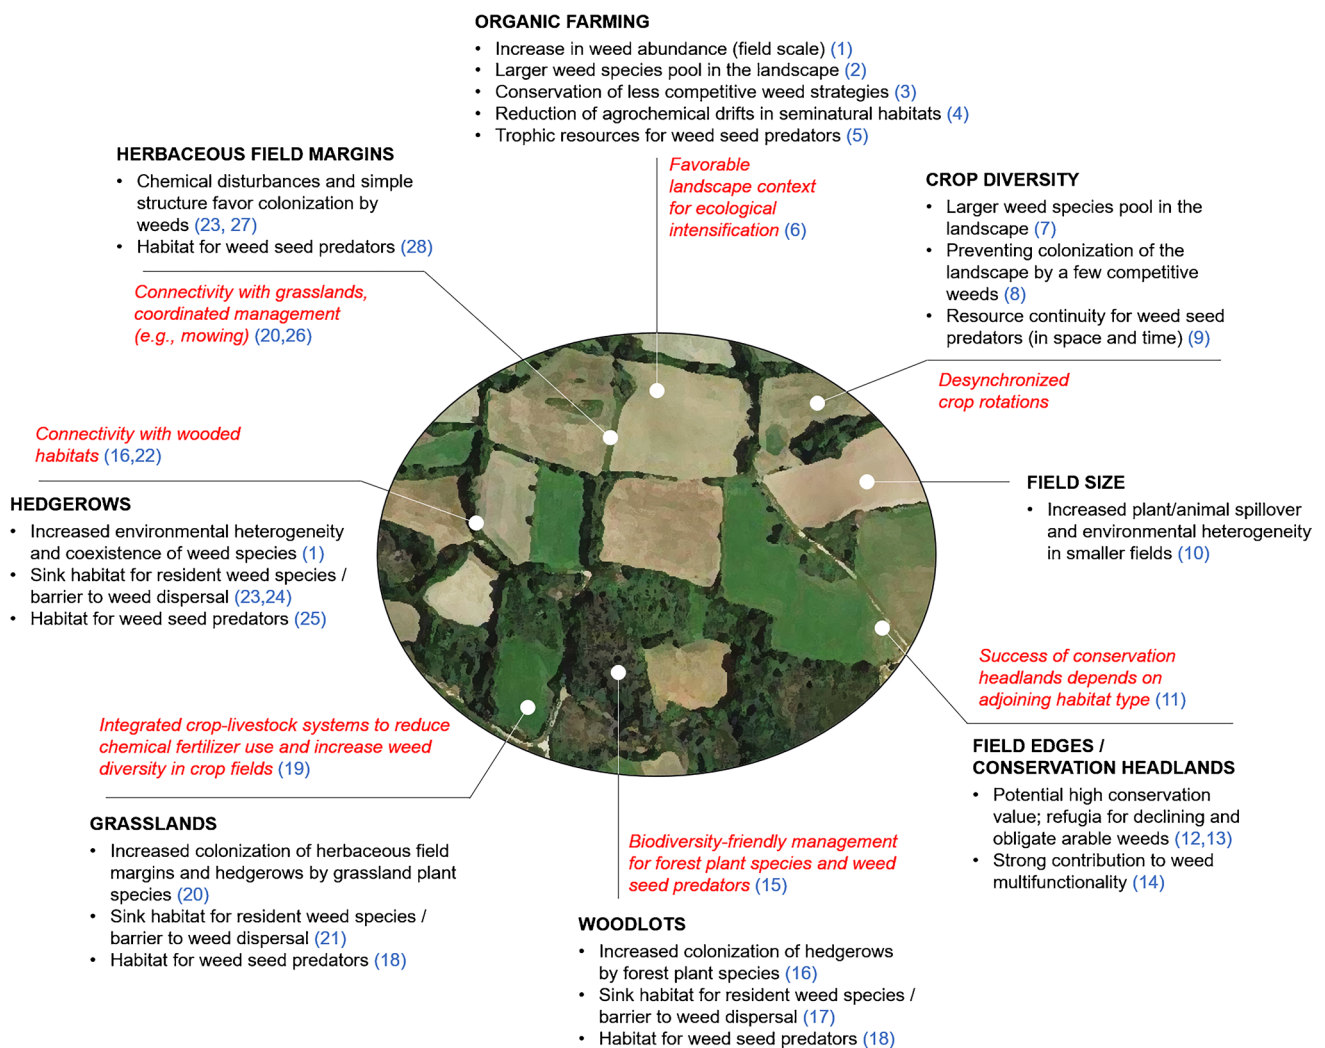 ORGANIC FARMING
• Increase in weed abundance (field scale) (1)
• Larger weed species pool in the landscape (2)
• Conservation of less competitive weed strategies (3)
• Reduction of agrochemical drifts in seminatural habitats (4)
• Trophic resources for weed seed predators (5)
Favorable
landscape context
for ecological
intensification (6)
HERBACEOUS FIELD MARGINS
• Chemical disturbances and simple
structure favor colonization by
weeds (23, 27)
• Habitat for weed seed predators (28)
Connectivity with grasslands,
coordinated management
(e.g., mowing) (20,26)
CROP DIVERSITY
• Larger weed species pool in the
landscape (7)
• Preventing colonization of the
landscape by a few competitive
weeds (8)
• Resource continuity for weed seed
predators (in space and time) (9)
Desynchronized
crop rotations
Connectivity with wooded
habitats (16,22)
HEDGEROWS
• Increased environmental heterogeneity
and coexistence of weed species (1)
• Sink habitat for resident weed species /
barrier to weed dispersal (23,24)
• Habitat for weed seed predators (25)
FIELD SIZE
• Increased plant/animal spillover
and environmental heterogeneity
in smaller fields (10)
Success of conservation
headlands depends on
adjoining habitat type (11)
FIELD EDGES /
CONSERVATION HEADLANDS
• Potential high conservation
value; refugia for declining and
obligate arable weeds (12,13)
• Strong contribution to weed
multifunctionality (14)
Integrated crop-livestock systems to reduce
chemical fertilizer use and increase weed
diversity in crop fields (19)
GRASSLANDS
• Increased colonization of herbaceous field
margins and hedgerows by grassland plant
species (20)
• Sink habitat for resident weed species /
barrier to weed dispersal (21)
• Habitat for weed seed predators (18)
Biodiversity-friendly management
for forest plant species and weed
seed predators (15)
WOODLOTS
• Increased colonization of hedgerows
by forest plant species (16)
• Sink habitat for resident weed species /
barrier to weed dispersal (17)
• Habitat for weed seed predators (18)